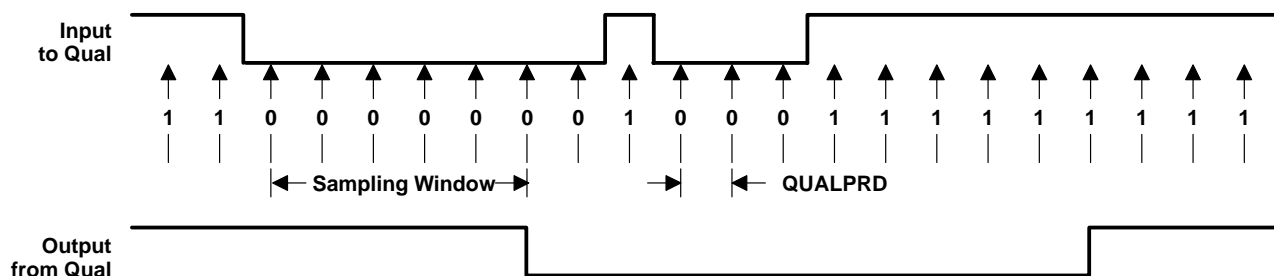 Input
to Qual
1 1 0 0 0 0 0 0 0 1 0 0 0 1 1 1 1 1 1 1 1 1
Sampling Window
QUALPRD
Output
from Qual